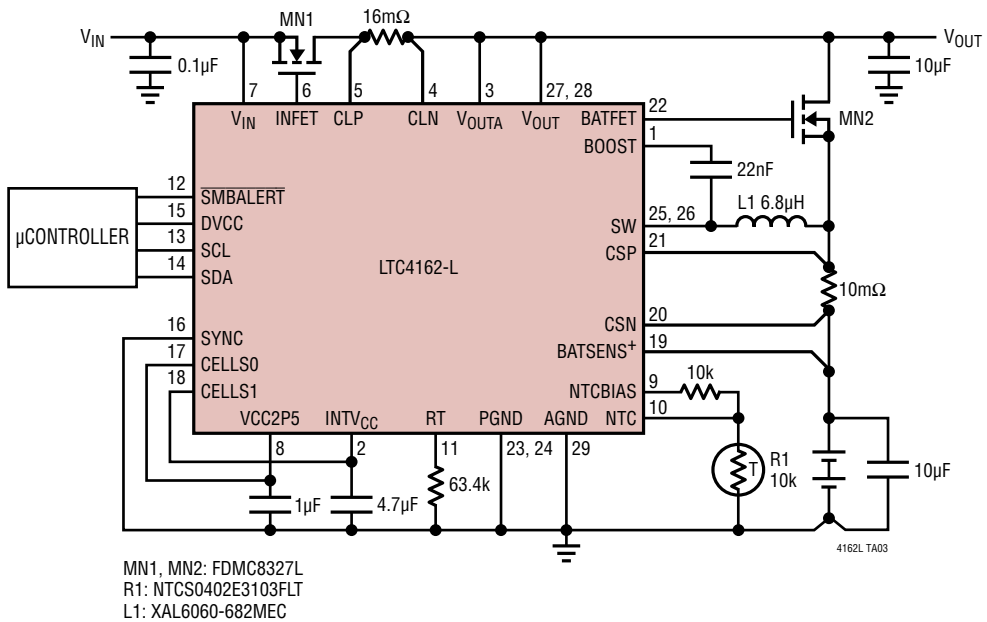 MN1
16mΩ
VIN
VOUT
0.1µF
10µF
7
6
5
4
3
27, 28
VIN
INFET
CLP
CLN
VOUTA
VOUT
BATFET
22
MN2
BOOST
1
22nF
12
SMBALERT
15
DVCC
µCONTROLLER
13
SCL
14
SDA
LTC4162-L
SW
25, 26
L1 6.8µH
CSP
21
10mΩ
CSN
20
16
SYNC
BATSENS+
19
17
CELLS0
18
CELLS1
NTCBIAS
9
10k
NTC
10
VCC2P5
INTVCC
RT
PGND
AGND
8
2
11
23, 24
29
1µF
4.7µF
63.4k
T
R1
10k
10µF
4162L TA03
MN1, MN2: FDMC8327L
R1: NTCS0402E3103FLT
L1: XAL6060-682MEC